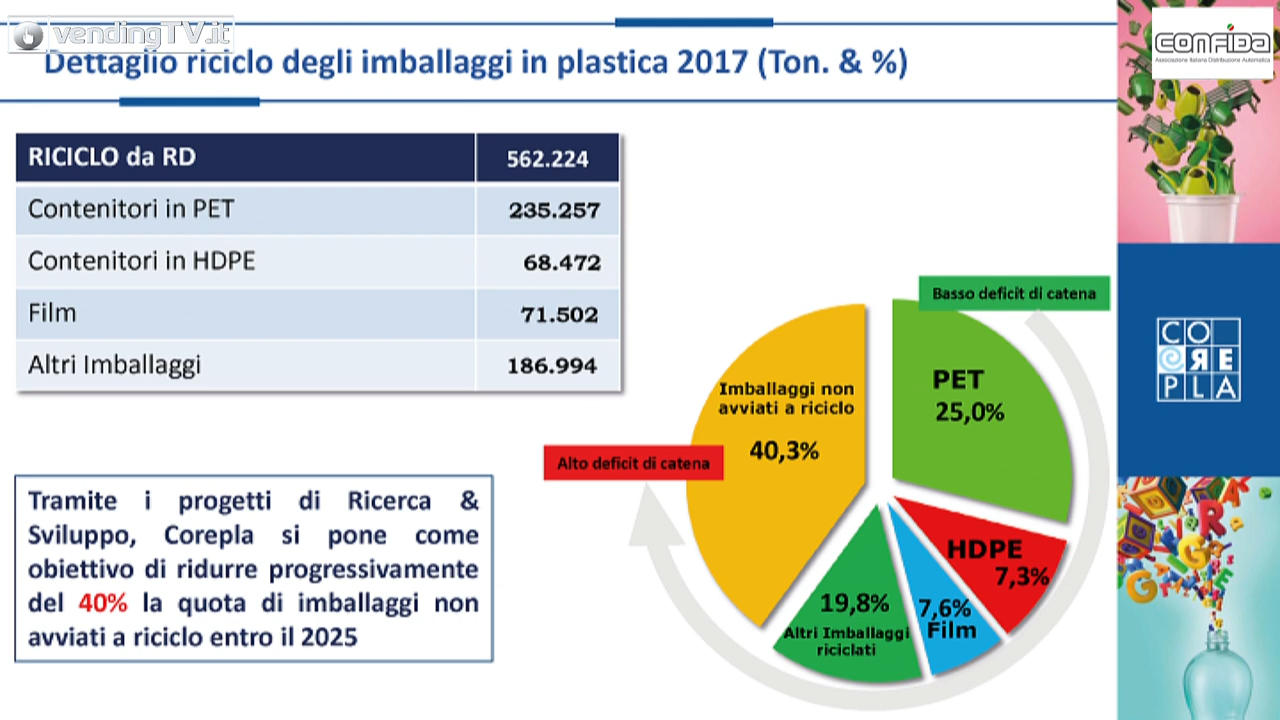 vendingTV.it
Dettaglio riciclo degli imballaggi in plastica 2017 (Ton. & %)
CONFIDA
Associazione Italiana Distribuzione Automatica
RICICLO da RD 562.224
Contenitori in PET 235.257
Contenitori in HDPE 68.472
Film 71.502
Altri Imballaggi 186.994
Tramite i progetti di Ricerca &
Sviluppo, Corepla si pone come
obiettivo di ridurre progressivamente
del 40% la quota di imballaggi non
avviati a riciclo entro il 2025
Basso deficit di catena
PET
25,0%
Imballaggi non
avviati a riciclo
40,3%
Alto deficit di catena
HDPE
7,3%
7,6%
Film
19,8%
Altri Imballaggi
riciclati
CO
RE
PLA